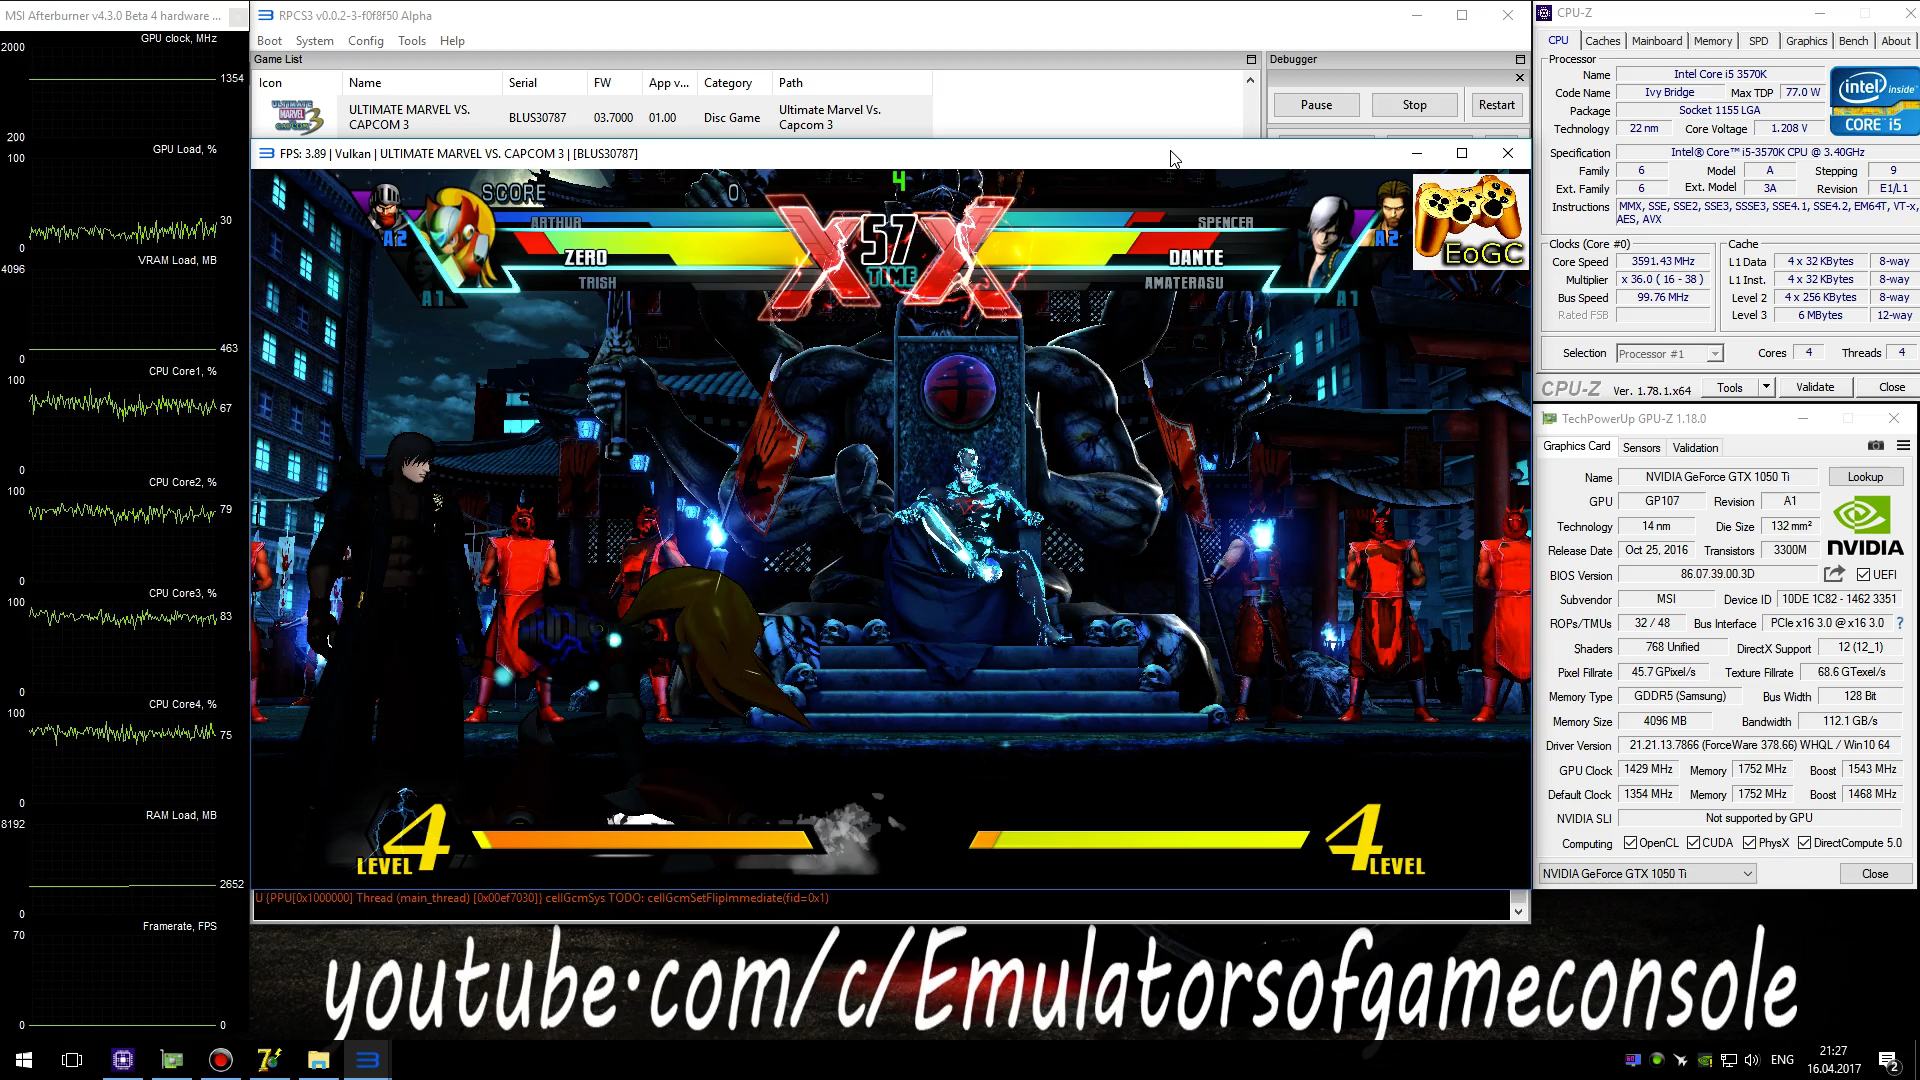 MSI Afterburner v4.3.0 Beta 4 hardware ...
GPU clock, MHz
2000
1354
200
100
GPU Load, %
30
0
4096
VRAM Load, MB
463
0
100
CPU Core1, %
67
0
100
CPU Core2, %
79
0
100
CPU Core3, %
83
0
100
CPU Core4, %
75
0
8192
RAM Load, MB
2652
0
70
Framerate, FPS
0
0
RPCS3 v0.0.2-3-f0f8f50 Alpha
Boot System Config Tools Help
Game List
Icon Name Serial FW App v... Category Path
ULTIMATE MARVEL VS. CAPCOM 3
ULTIMATE MARVEL VS.
CAPCOM 3
BLUS30787 03.7000 01.00 Disc Game
Ultimate Marvel Vs.
Capcom 3
Debugger
Pause Stop Restart
FPS: 3.89 | Vulkan | ULTIMATE MARVEL VS. CAPCOM 3 | [BLUS30787]
4
SCORE 0
ARTHUR
SPENCER
A2
A2
57
TIME
ZERO
DANTE
TRISH
AMATERASU
A1
A1
EoGC
4
LEVEL
4
LEVEL
U {PPU[0x1000000] Thread (main_thread) [0x00ef7030]} cellGcmSys TODO: cellGcmSetFlipImmediate(fid=0x1)
youtube.com/c/Emulatorsofgameconsole
CPU-Z
CPU Caches Mainboard Memory SPD Graphics Bench About
Processor
Name Intel Core i5 3570K
Code Name Ivy Bridge Max TDP 77.0 W
Package Socket 1155 LGA
Technology 22 nm Core Voltage 1.208 V
intel inside
CORE i5
Specification Intel® Core™ i5-3570K CPU @ 3.40GHz
Family 6 Model A Stepping 9
Ext. Family 6 Ext. Model 3A Revision E1/L1
Instructions MMX, SSE, SSE2, SSE3, SSSE3, SSE4.1, SSE4.2, EM64T, VT-x,
AES, AVX
Clocks (Core #0)
Core Speed 3591.43 MHz
Multiplier x 36.0 ( 16 - 38 )
Bus Speed 99.76 MHz
Rated FSB
Cache
L1 Data 4 x 32 KBytes 8-way
L1 Inst. 4 x 32 KBytes 8-way
Level 2 4 x 256 KBytes 8-way
Level 3 6 MBytes 12-way
Selection Processor #1 Cores 4 Threads 4
CPU-Z Ver. 1.78.1.x64 Tools Validate Close
TechPowerUp GPU-Z 1.18.0
Graphics Card Sensors Validation
Name NVIDIA GeForce GTX 1050 Ti Lookup
GPU GP107 Revision A1
Technology 14 nm Die Size 132 mm²
Release Date Oct 25, 2016 Transistors 3300M
NVIDIA
BIOS Version 86.07.39.00.3D UEFI
Subvendor MSI Device ID 10DE 1C82 - 1462 3351
ROPs/TMUs 32 / 48 Bus Interface PCIe x16 3.0 @ x16 3.0 ?
Shaders 768 Unified DirectX Support 12 (12_1)
Pixel Fillrate 45.7 GPixel/s Texture Fillrate 68.6 GTexel/s
Memory Type GDDR5 (Samsung) Bus Width 128 Bit
Memory Size 4096 MB Bandwidth 112.1 GB/s
Driver Version 21.21.13.7866 (ForceWare 378.66) WHQL / Win10 64
GPU Clock 1429 MHz Memory 1752 MHz Boost 1543 MHz
Default Clock 1354 MHz Memory 1752 MHz Boost 1468 MHz
NVIDIA SLI Not supported by GPU
Computing OpenCL CUDA PhysX DirectCompute 5.0
NVIDIA GeForce GTX 1050 Ti Close
ENG
21:27
16.04.2017
2